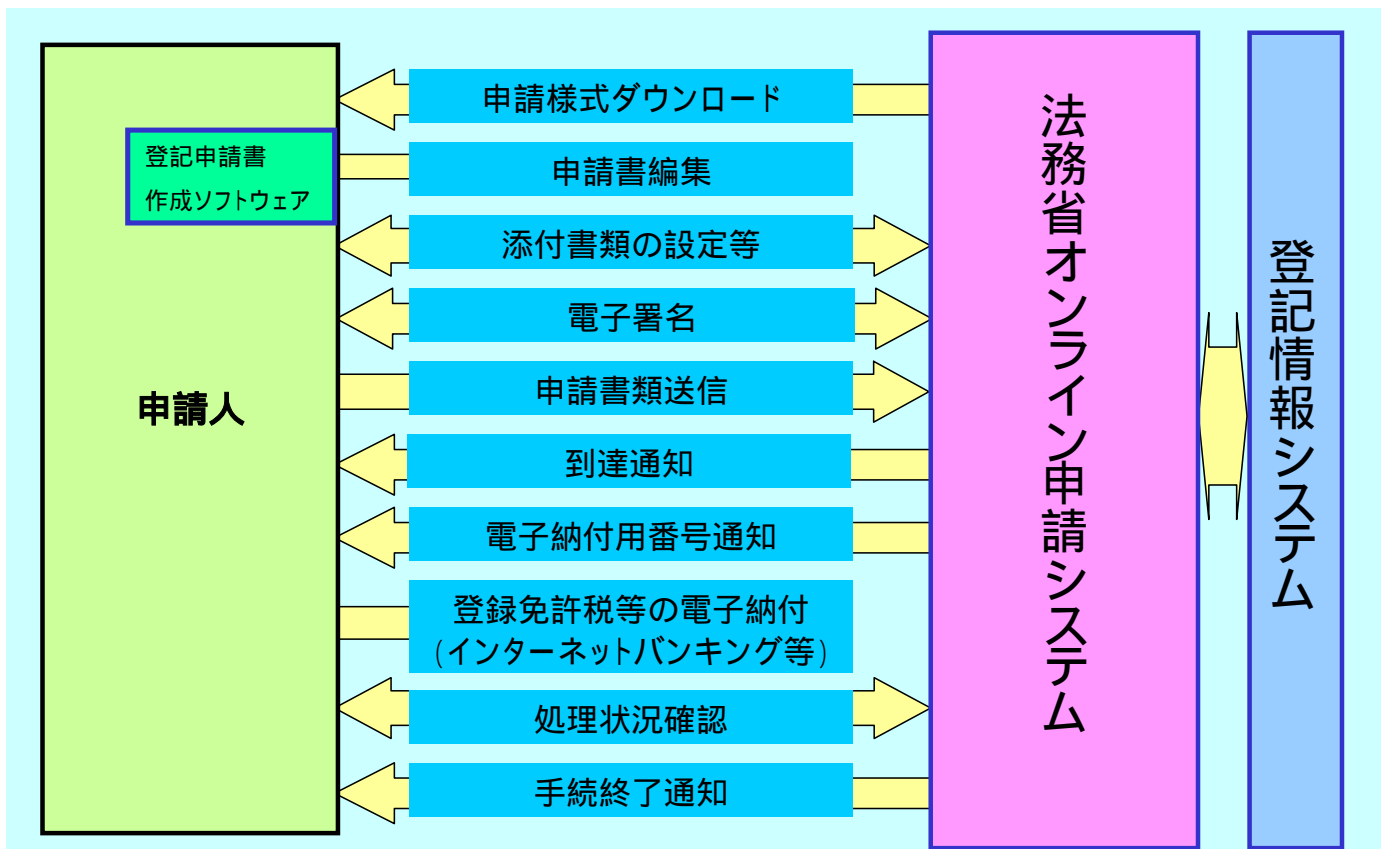 申請人
登記申請書
作成ソフトウェア
申請様式ダウンロード
申請書編集
添付書類の設定等
電子署名
申請書類送信
到達通知
電子納付用番号通知
登録免許税等の電子納付
(インターネットバンキング等)
処理状況確認
手続終了通知
法務省オンライン申請システム
登記情報システム